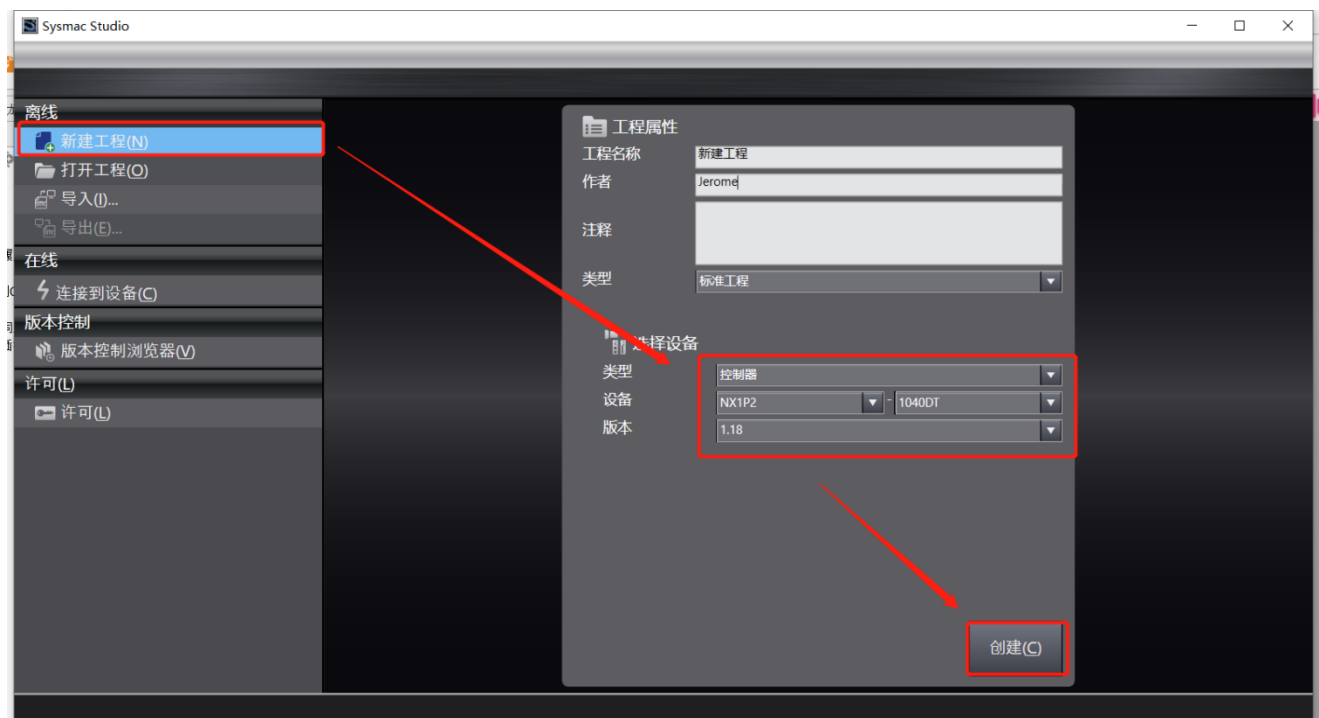 Sysmac Studio
离线
新建工程(N)
打开工程(O)
导入(I)...
导出(E)...
在线
连接到设备(C)
版本控制
版本控制浏览器(V)
许可(L)
许可(L)
工程属性
工程名称 新建工程
作者 Jerome
注释
类型 标准工程
选择设备
类型 控制器
设备 NX1P2 - 1040DT
版本 1.18
创建(C)